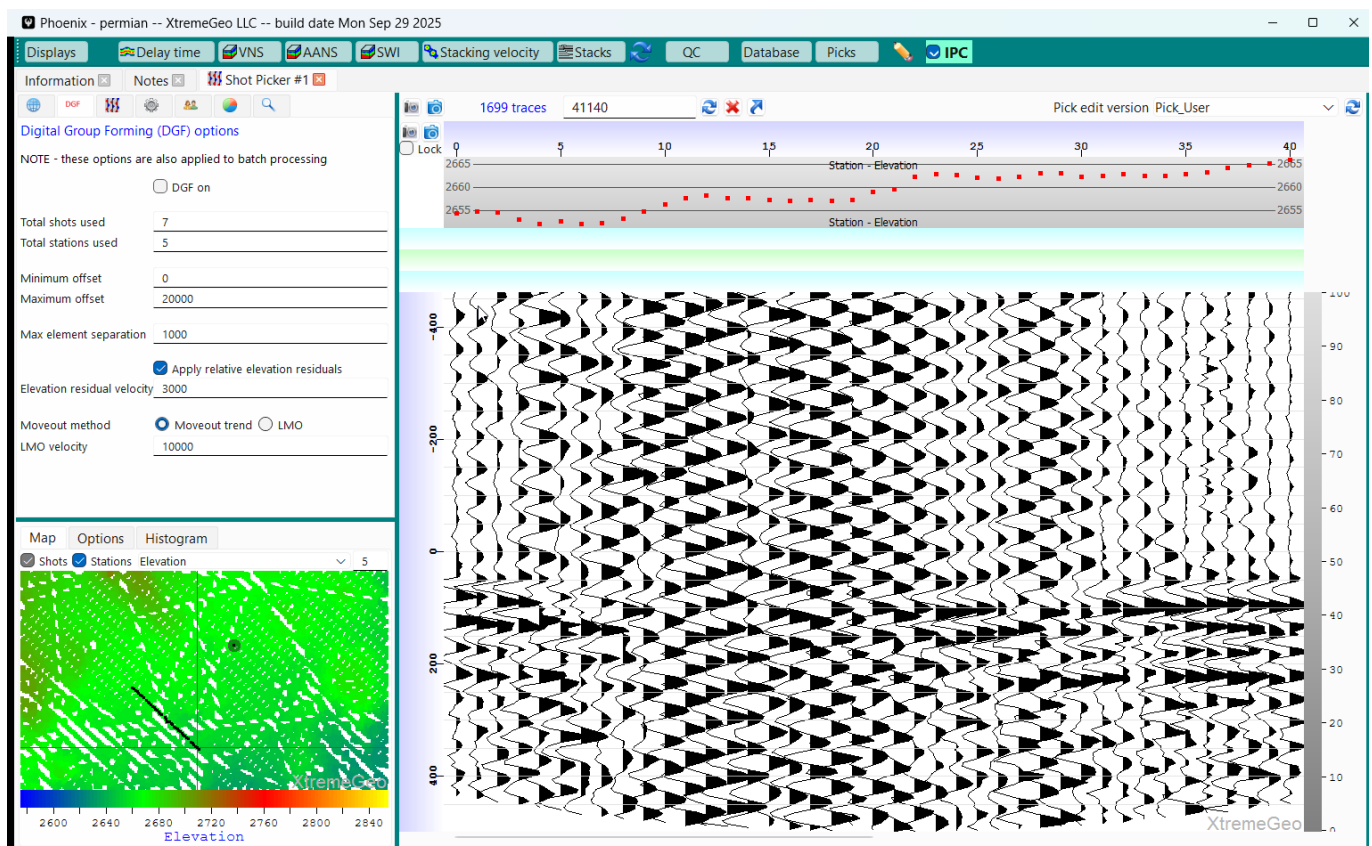 Phoenix - permian -- XtremeGeo LLC -- build date Mon Sep 29 2025
Displays Delay time VNS AANS SWI Stacking velocity Stacks QC Database Picks IPC
Information Notes Shot Picker #1
DGF
Digital Group Forming (DGF) options
NOTE - these options are also applied to batch processing
DGF on
Total shots used 7
Total stations used 5
Minimum offset 0
Maximum offset 20000
Max element separation 1000
Apply relative elevation residuals
Elevation residual velocity 3000
Moveout method Moveout trend LMO
LMO velocity 10000
Map Options Histogram
Shots Stations Elevation 5
XtremeGeo
2600 2640 2680 2720 2760 2800 2840
Elevation
1699 traces 41140 Pick edit version Pick_User
Lock 0 5 10 15 20 25 30 35 40
2665 Station - Elevation 2665
2660 2660
2655 2655
Station - Elevation
-400
-200
0
200
400
100
90
80
70
60
50
40
30
20
10
0
XtremeGeo